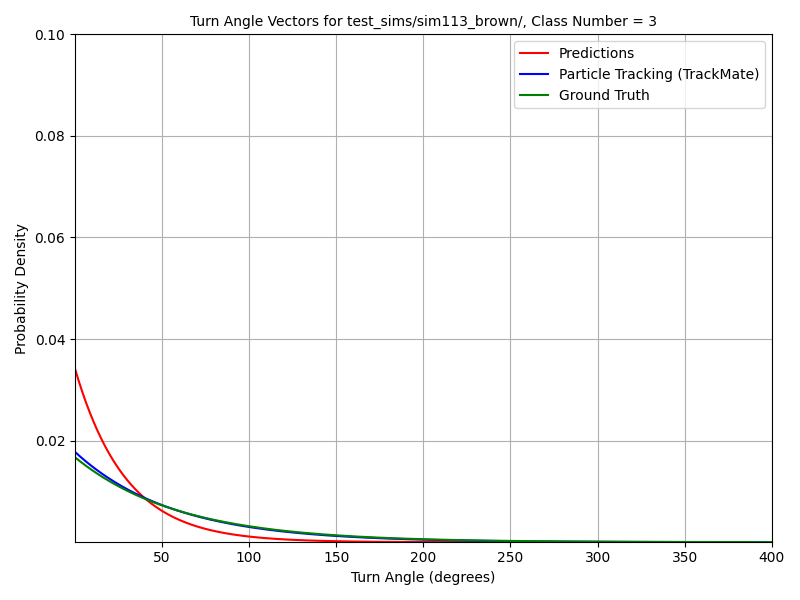 Turn Angle Vectors for test_sims/sim113_brown/, Class Number = 3
0.10
0.08
0.06
0.04
0.02
Probability Density
Predictions
Particle Tracking (TrackMate)
Ground Truth
50 100 150 200 250 300 350 400
Turn Angle (degrees)